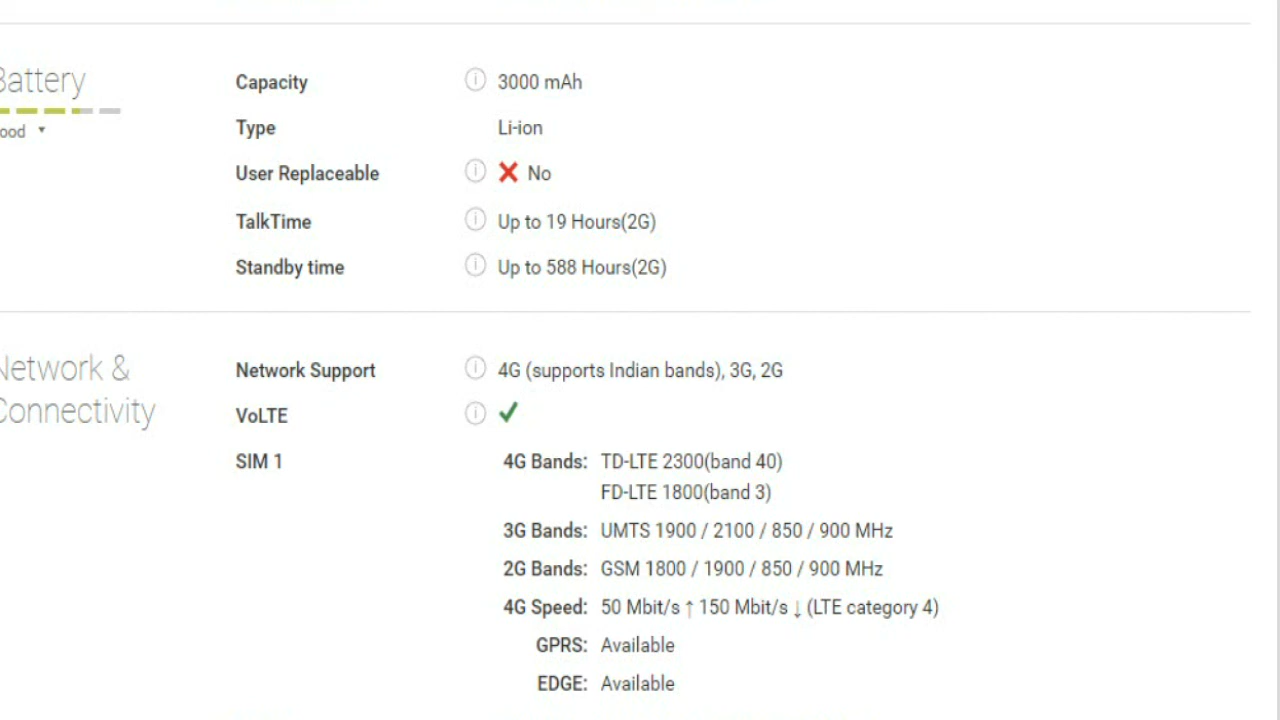 Battery
Capacity ⓘ 3000 mAh
ood ▾
Type Li-ion
User Replaceable ⓘ ❌ No
TalkTime ⓘ Up to 19 Hours(2G)
Standby time ⓘ Up to 588 Hours(2G)
Network &
Connectivity
Network Support ⓘ 4G (supports Indian bands), 3G, 2G
VoLTE ⓘ ✔
SIM 1 4G Bands: TD-LTE 2300(band 40)
FD-LTE 1800(band 3)
3G Bands: UMTS 1900 / 2100 / 850 / 900 MHz
2G Bands: GSM 1800 / 1900 / 850 / 900 MHz
4G Speed: 50 Mbit/s ↑ 150 Mbit/s ↓ (LTE category 4)
GPRS: Available
EDGE: Available